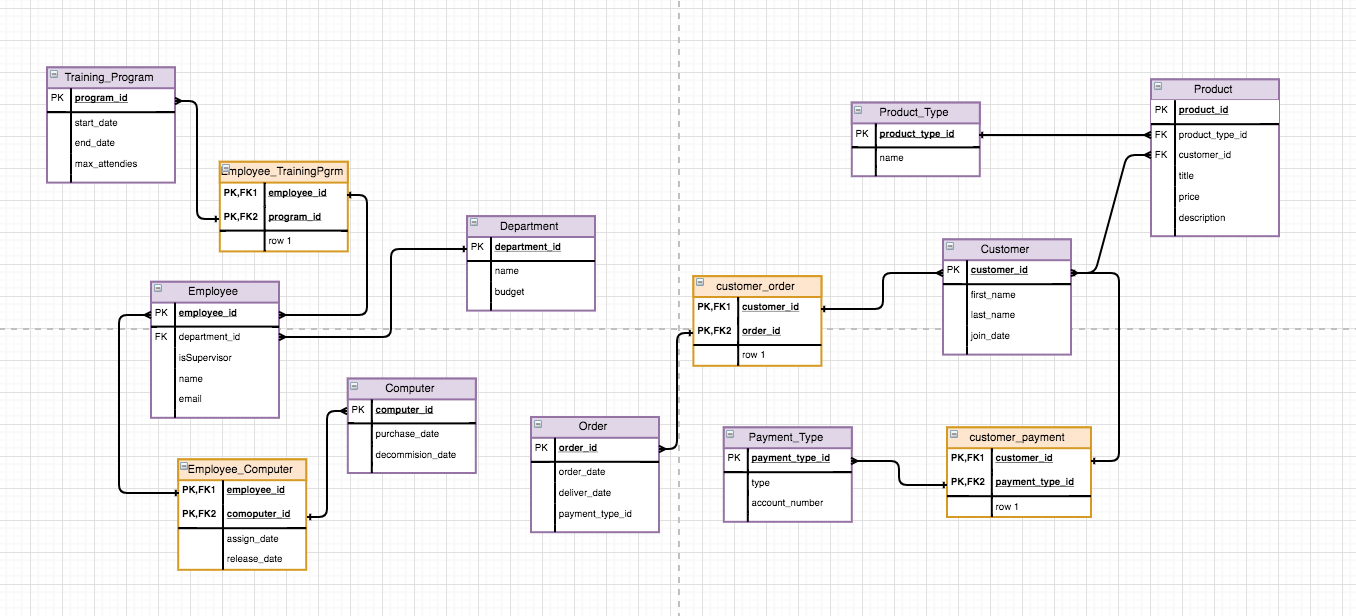 Training_Program
PK program_id
start_date
end_date
max_attendies
Employee_TrainingPgrm
PK,FK1 employee_id
PK,FK2 program_id
row 1
Department
PK department_id
name
budget
Employee
PK employee_id
FK department_id
isSupervisor
name
email
Computer
PK computer_id
purchase_date
decommision_date
Employee_Computer
PK,FK1 employee_id
PK,FK2 comoputer_id
assign_date
release_date
Order
PK order_id
order_date
deliver_date
payment_type_id
Product_Type
PK product_type_id
name
Product
PK product_id
FK product_type_id
FK customer_id
title
price
description
Customer
PK customer_id
first_name
last_name
join_date
customer_order
PK,FK1 customer_id
PK,FK2 order_id
row 1
Payment_Type
PK payment_type_id
type
account_number
customer_payment
PK,FK1 customer_id
PK,FK2 payment_type_id
row 1